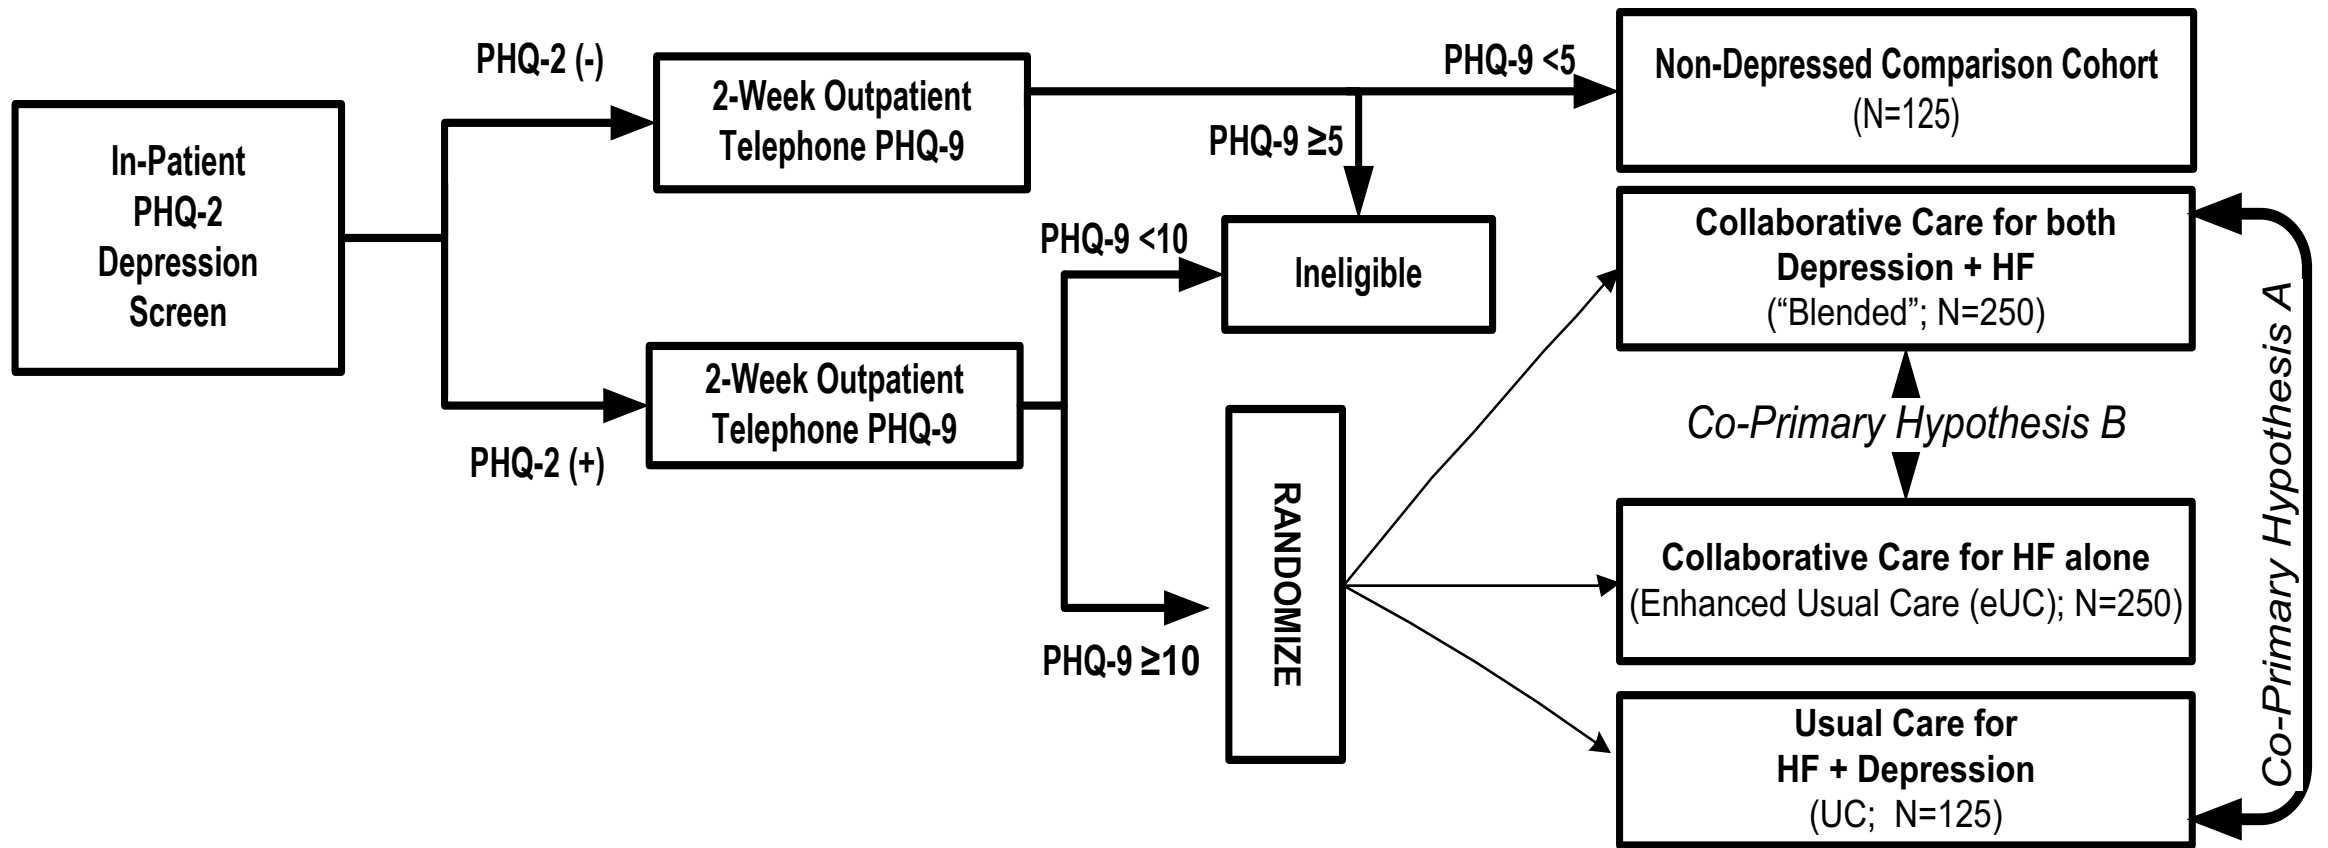 In-Patient
PHQ-2
Depression
Screen
PHQ-2 (-)
2-Week Outpatient
Telephone PHQ-9
PHQ-9 <5
Non-Depressed Comparison Cohort
(N=125)
PHQ-9 ≥5
PHQ-9 <10
Ineligible
PHQ-2 (+)
2-Week Outpatient
Telephone PHQ-9
PHQ-9 ≥10
RANDOMIZE
Collaborative Care for both
Depression + HF
(“Blended”; N=250)
Co-Primary Hypothesis B
Collaborative Care for HF alone
(Enhanced Usual Care (eUC); N=250)
Usual Care for
HF + Depression
(UC; N=125)
Co-Primary Hypothesis A